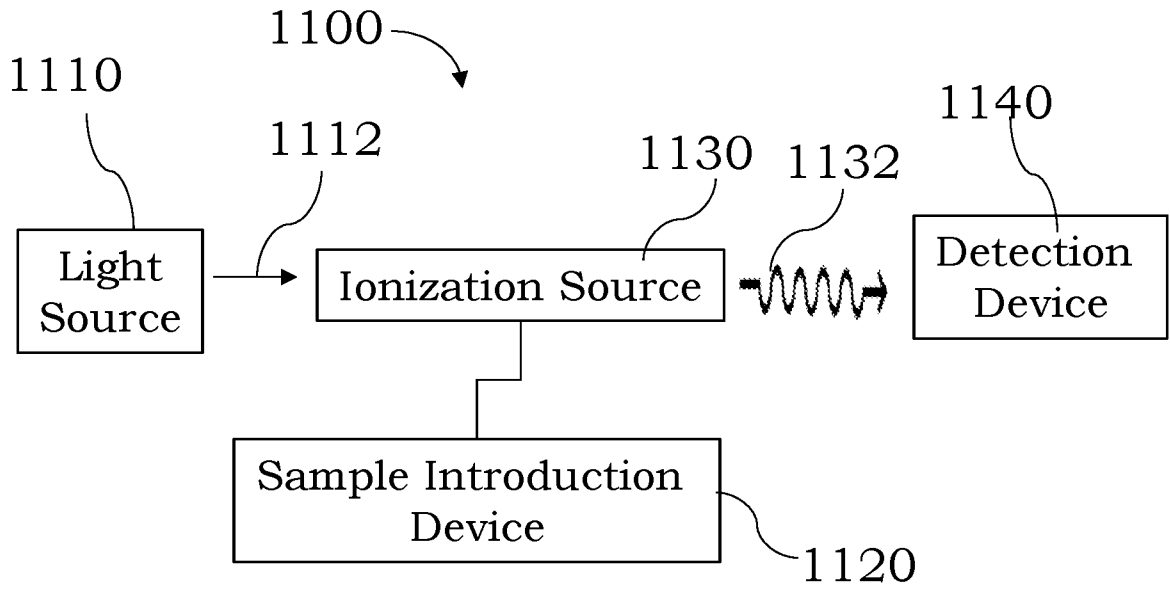 1100
1110
1140
1112
1130
1132
Light
Source
Ionization Source
Detection
Device
Sample Introduction
Device
1120